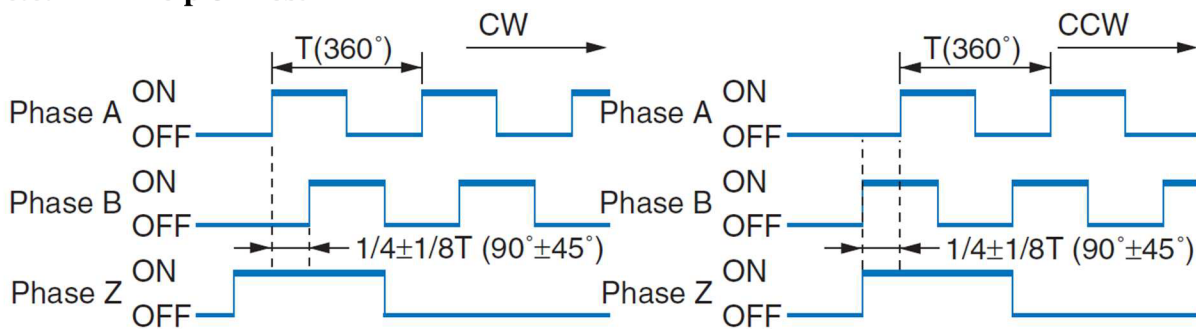 CW
T(360°)
ON
Phase A
OFF
ON
Phase B
OFF
1/4±1/8T (90°±45°)
ON
Phase Z
OFF
CCW
T(360°)
ON
Phase A
OFF
ON
Phase B
OFF
1/4±1/8T (90°±45°)
ON
Phase Z
OFF